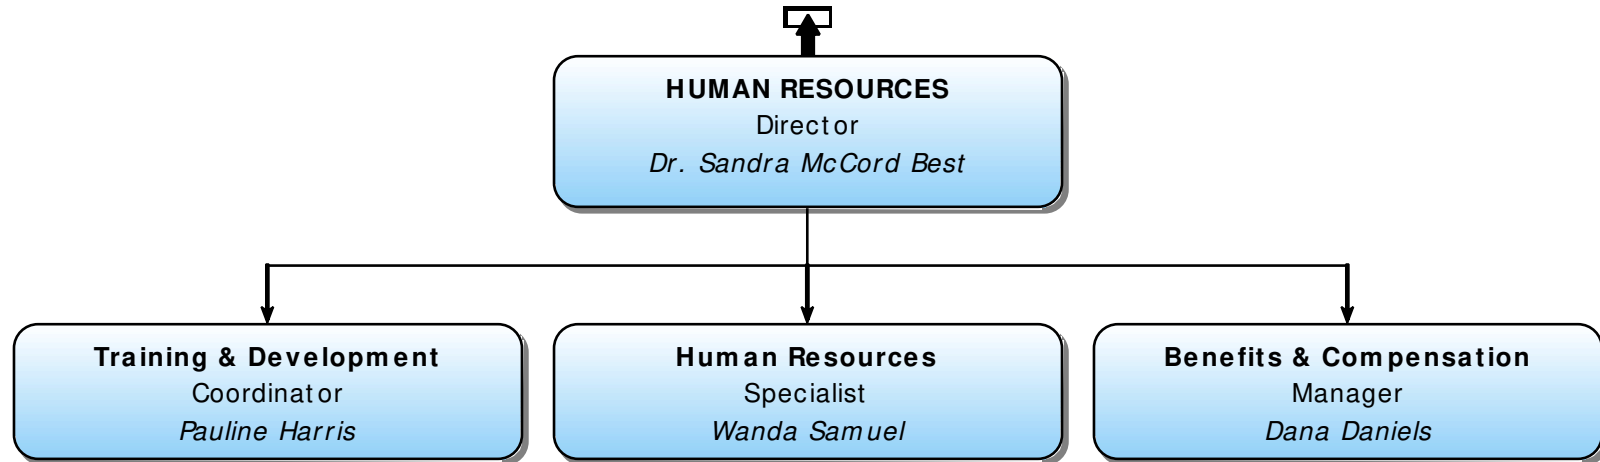 HUMAN RESOURCES
Director
Dr. Sandra McCord Best
Training & Development
Coordinator
Pauline Harris
Human Resources
Specialist
Wanda Samuel
Benefits & Compensation
Manager
Dana Daniels